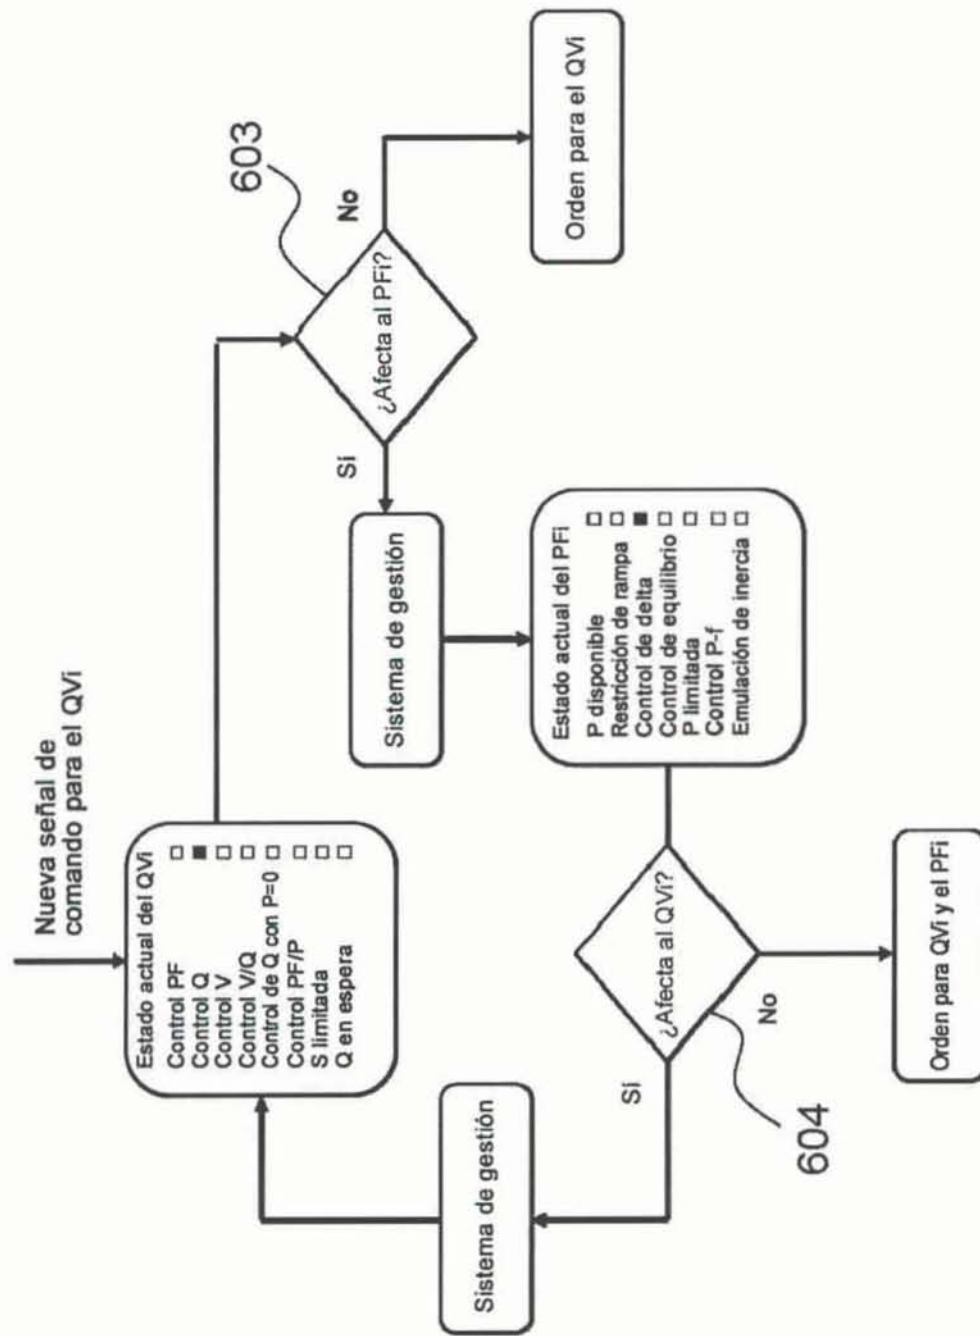 Nueva señal de
comando para el QVi
Estado actual del QVi
Control PF
Control Q
Control V
Control V/Q
Control de Q con P=0
Control PF/P
S limitada
Q en espera
603
¿Afecta al PFi?
No
Orden para el QVi
Sí
Sistema de gestión
Estado actual del PFi
P disponible
Restricción de rampa
Control de delta
Control de equilibrio
P limitada
Control P-f
Emulación de inercia
¿Afecta al QVi?
604
No
Orden para QVi y el PFi
Sí
Sistema de gestión